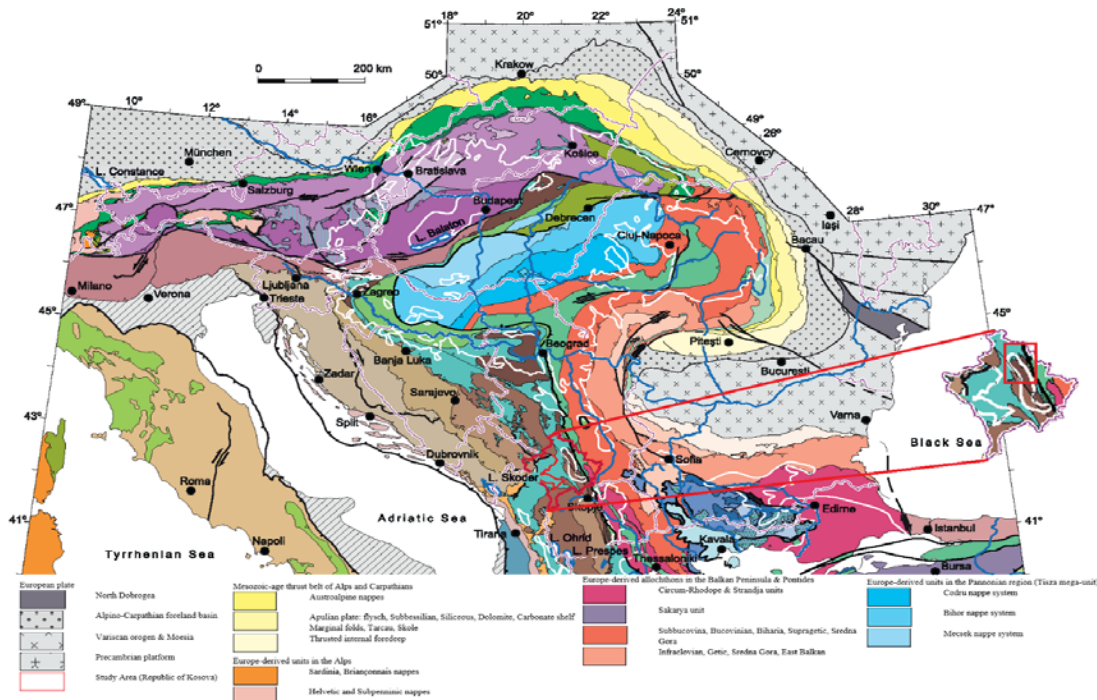 18° 20° 22° 24°
51° 51°
50° 50°
Krakow
0 200 km
49° 10° 12° 14° 16°
49°
26°
München
Cernovcy
L. Constance
Wien
Košice
Bratislava
Salzburg
47°
28° 30° 47°
Iaşi
Budapest
L. Balaton
Debrecen
Cluj-Napoca
Bacau
Milano
Verona
Ljubljana
Trieste
Zagreb
45°
45°
Beograd
Piteşti
Banja Luka
Bucuresti
Zadar
Sarajevo
43°
43°
Varna
Split
Black Sea
Dubrovnik
Sofia
L. Skoder
Roma
Skopje
41°
Adriatic Sea
Edime
Tirana
L. Ohrid
Istanbul
41°
Napoli
L. Prespes
Kavala
Tyrrhenian Sea
Thessaloniki
Bursa
European plate
North Dobrogea
Alpino-Carpathian foreland basin
Variscan orogen & Moesia
Precambrian platform
Study Area (Republic of Kosova)
Mesozoic-age thrust belt of Alps and Carpathians
Austroalpine nappes
Apulian plate: flysch, Subbessilian, Siliceous, Dolomite, Carbonate shelf
Marginal folds, Tarcau, Skole
Thrusted internal foredeep
Europe-derived units in the Alps
Sardinia, Briançonnais nappes
Helvetic and Subpenninic nappes
Europe-derived allochthons in the Balkan Peninsula & Pontides
Circum-Rhodope & Strandja units
Sakarya unit
Subbucovina, Bucovinian, Biharia, Supragetic, Sredna
Gora
Infraclevian, Getic, Sredna Gora, East Balkan
Europe-derived units in the Pannonian region (Tisza mega-unit)
Codru nappe system
Bihor nappe system
Mecsek nappe system